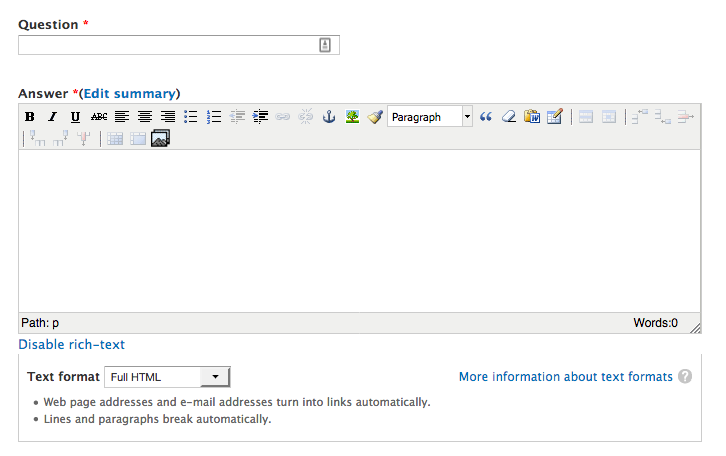 Question *
Answer *(Edit summary)
B I U ABC Paragraph
Path: p Words:0
Disable rich-text
Text format Full HTML More information about text formats ?
Web page addresses and e-mail addresses turn into links automatically.
Lines and paragraphs break automatically.